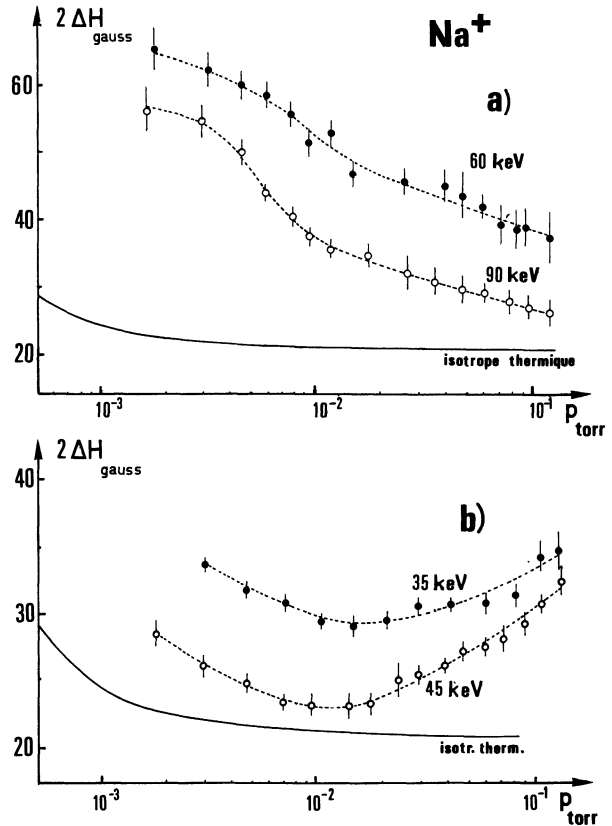 2 ΔH gauss
Na⁺
a)
60
40
20
60 keV
90 keV
isotrope thermique
10⁻³
10⁻²
10⁻¹
p torr
2 ΔH gauss
b)
40
30
20
35 keV
45 keV
isotr. therm.
10⁻³
10⁻²
10⁻¹
p torr